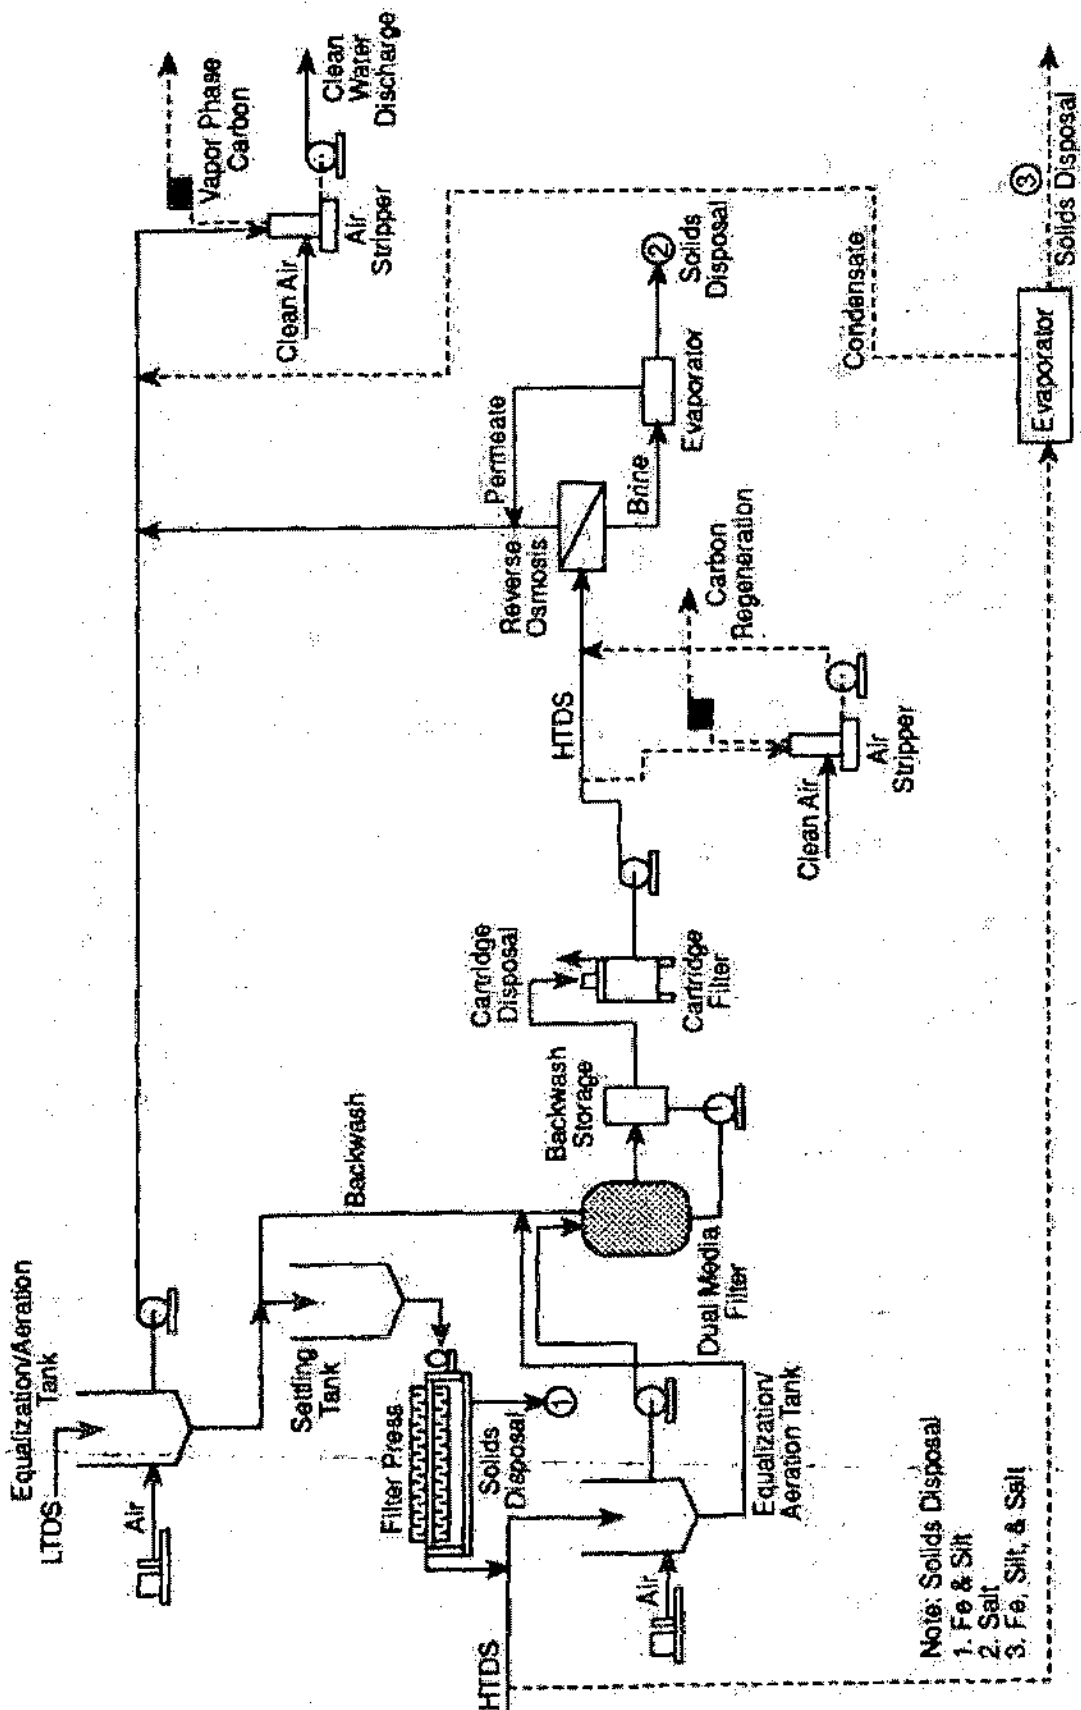 Equalization/Aeration
Tank
LTDS
Air
Settling
Tank
Filter Press
Solids
Disposal
1
HTDS
Air
Equalization/
Aeration Tank
Backwash
Dual Media
Filter
Backwash
Storage
Cartridge
Disposal
Cartridge
Filter
HTDS
Clean Air
Air
Stripper
Carbon
Regeneration
Reverse
Osmosis
Permeate
Brine
Evaporator
2
Solids
Disposal
Clean Air
Air
Stripper
Vapor Phase
Carbon
Clean
Water
Discharge
Condensate
Evaporator
3
Solids Disposal
Note: Solids Disposal
1. Fe & Silt
2. Salt
3. Fe, Silt, & Salt